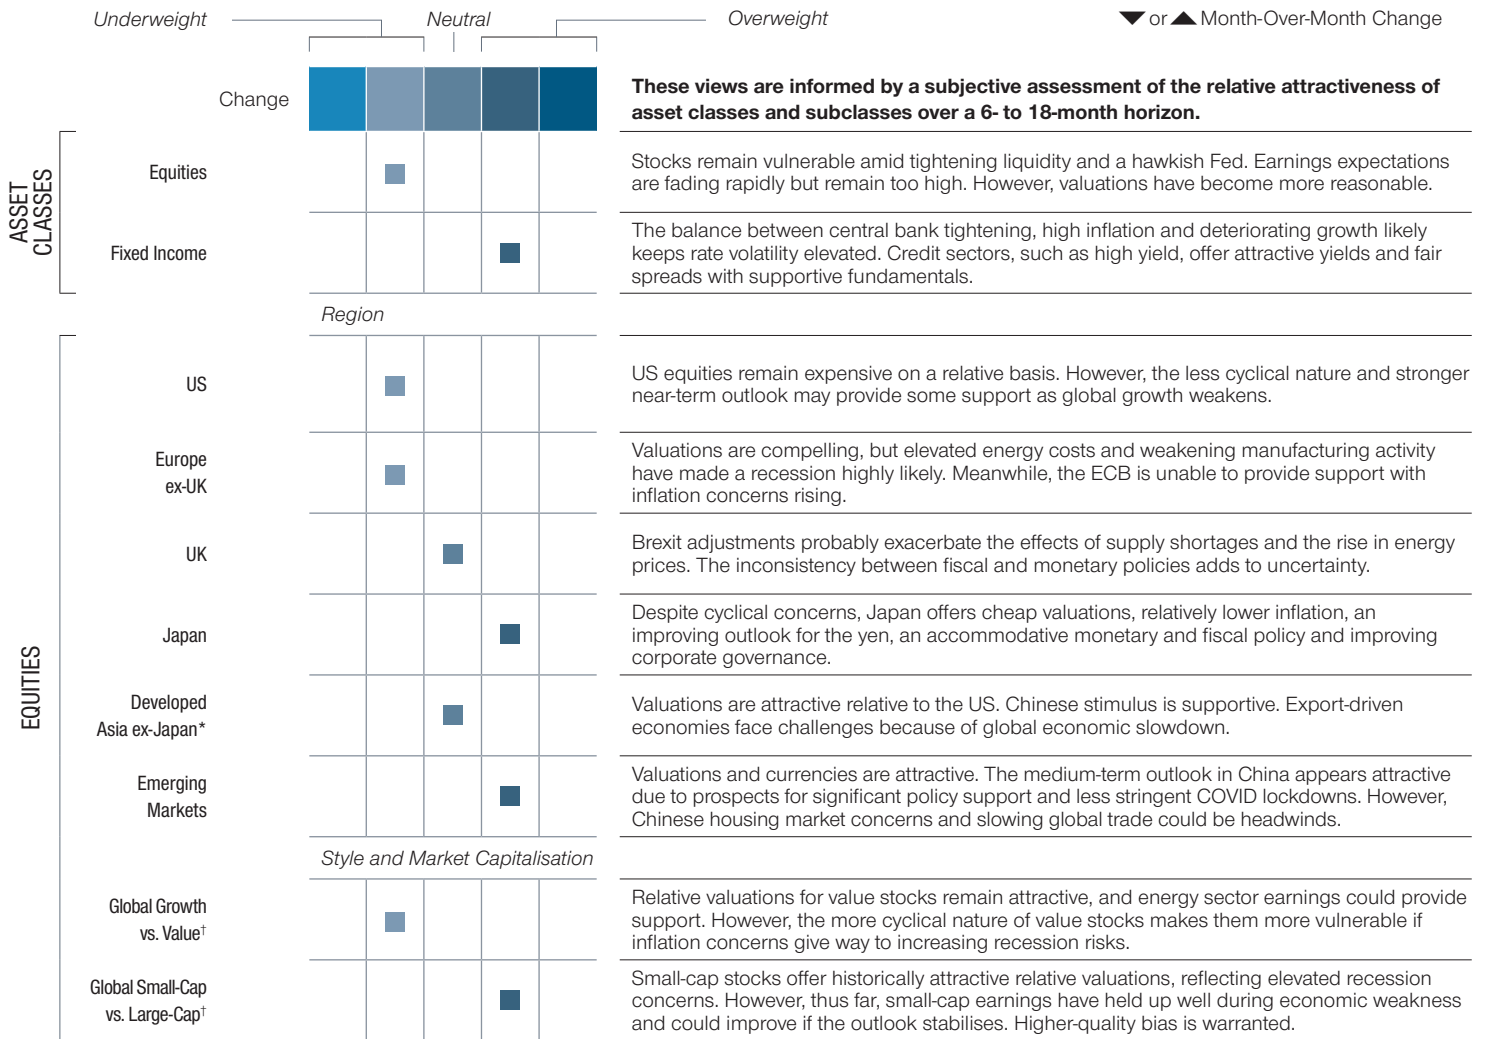 Underweight
Neutral
Overweight
▼ or ▲ Month-Over-Month Change
Change
These views are informed by a subjective assessment of the relative attractiveness of
asset classes and subclasses over a 6- to 18-month horizon.
ASSET
CLASSES
Equities
Stocks remain vulnerable amid tightening liquidity and a hawkish Fed. Earnings expectations
are fading rapidly but remain too high. However, valuations have become more reasonable.
Fixed Income
The balance between central bank tightening, high inflation and deteriorating growth likely
keeps rate volatility elevated. Credit sectors, such as high yield, offer attractive yields and fair
spreads with supportive fundamentals.
Region
EQUITIES
US
US equities remain expensive on a relative basis. However, the less cyclical nature and stronger
near-term outlook may provide some support as global growth weakens.
Europe
ex-UK
Valuations are compelling, but elevated energy costs and weakening manufacturing activity
have made a recession highly likely. Meanwhile, the ECB is unable to provide support with
inflation concerns rising.
UK
Brexit adjustments probably exacerbate the effects of supply shortages and the rise in energy
prices. The inconsistency between fiscal and monetary policies adds to uncertainty.
Japan
Despite cyclical concerns, Japan offers cheap valuations, relatively lower inflation, an
improving outlook for the yen, an accommodative monetary and fiscal policy and improving
corporate governance.
Developed
Asia ex-Japan*
Valuations are attractive relative to the US. Chinese stimulus is supportive. Export-driven
economies face challenges because of global economic slowdown.
Emerging
Markets
Valuations and currencies are attractive. The medium-term outlook in China appears attractive
due to prospects for significant policy support and less stringent COVID lockdowns. However,
Chinese housing market concerns and slowing global trade could be headwinds.
Style and Market Capitalisation
Global Growth
vs. Value†
Relative valuations for value stocks remain attractive, and energy sector earnings could provide
support. However, the more cyclical nature of value stocks makes them more vulnerable if
inflation concerns give way to increasing recession risks.
Global Small-Cap
vs. Large-Cap†
Small-cap stocks offer historically attractive relative valuations, reflecting elevated recession
concerns. However, thus far, small-cap earnings have held up well during economic weakness
and could improve if the outlook stabilises. Higher-quality bias is warranted.